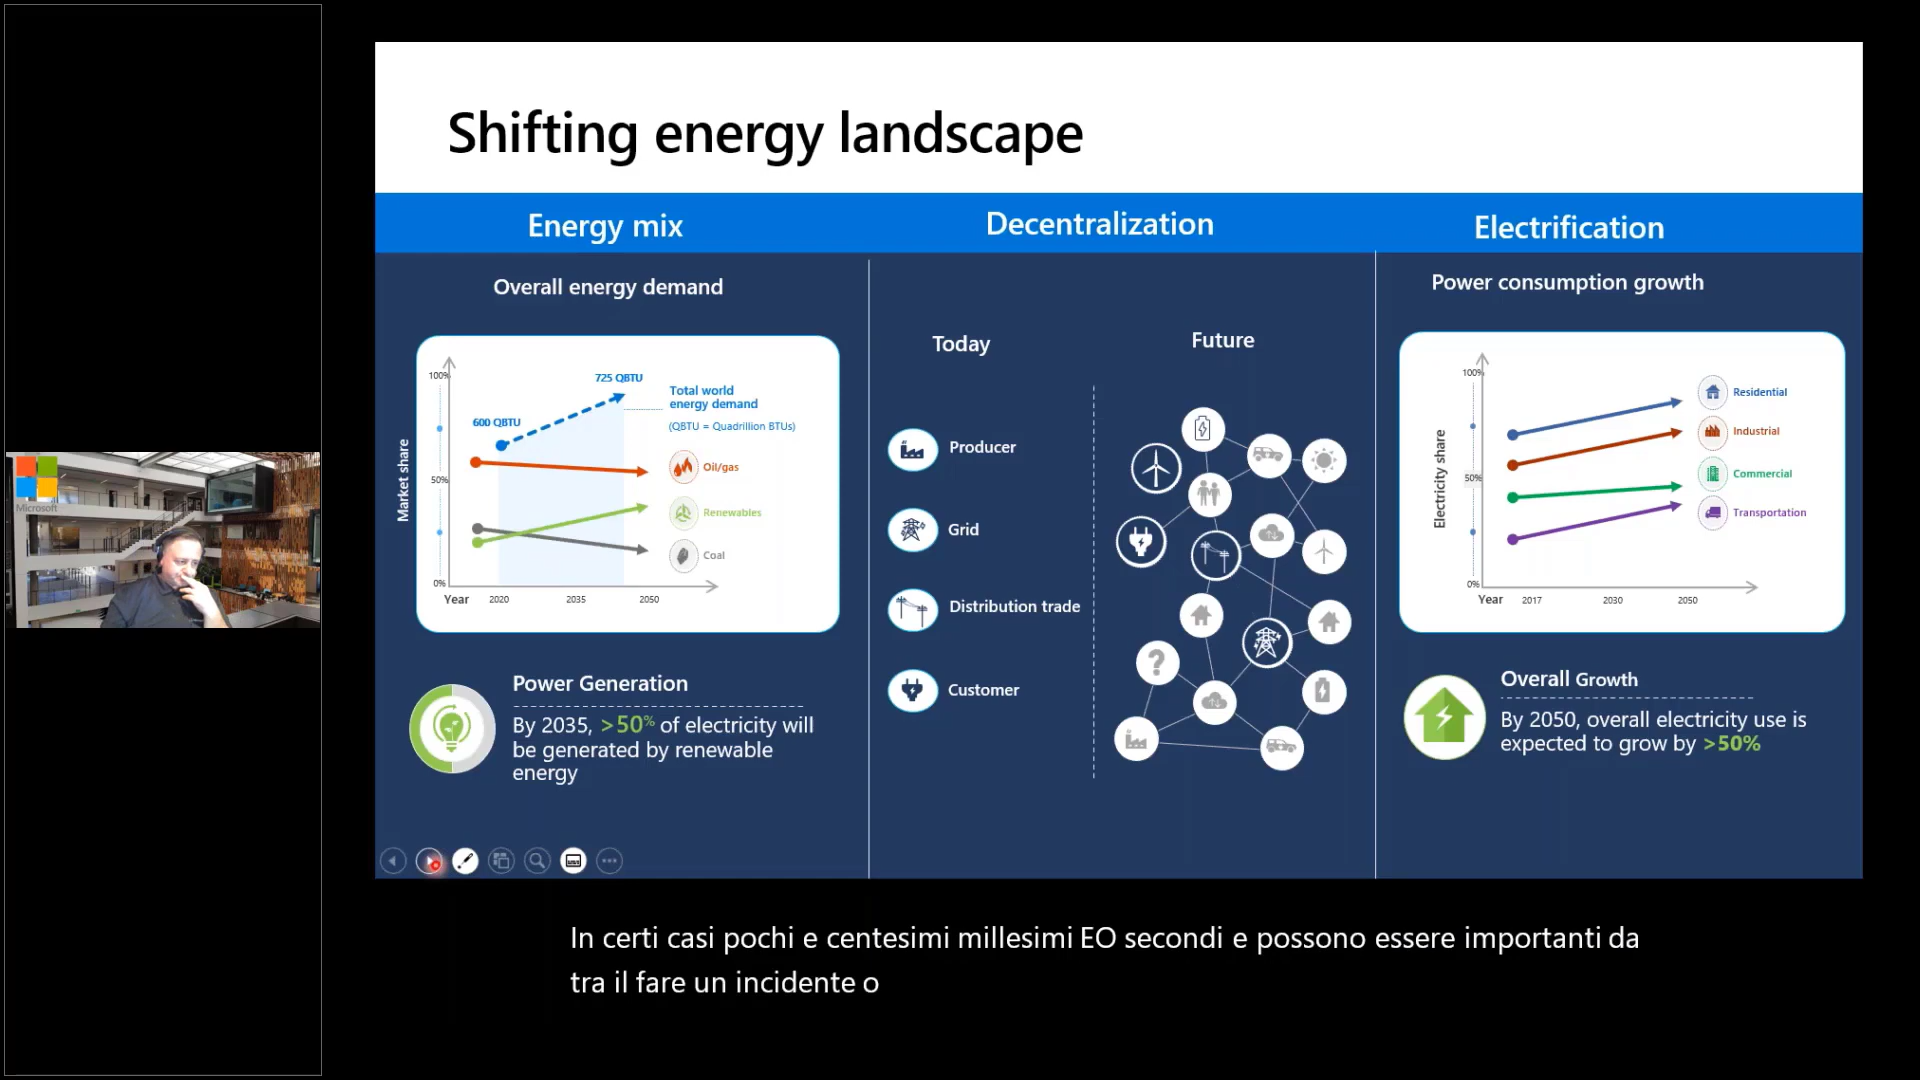 Shifting energy landscape
Energy mix
Decentralization
Electrification
Overall energy demand
100%
50%
0%
Market share
600 QBTU
725 QBTU
Total world
energy demand
(QBTU = Quadrillion BTUs)
Oil/gas
Renewables
Coal
Year
2020
2035
2050
Power Generation
By 2035, >50% of electricity will
be generated by renewable
energy
Today
Future
Producer
Grid
Distribution trade
Customer
?
Power consumption growth
100%
50%
0%
Electricity share
Residential
Industrial
Commercial
Transportation
Year
2017
2030
2050
Overall Growth
By 2050, overall electricity use is
expected to grow by >50%
Microsoft
In certi casi pochi e centesimi millesimi EO secondi e possono essere importanti da
tra il fare un incidente o